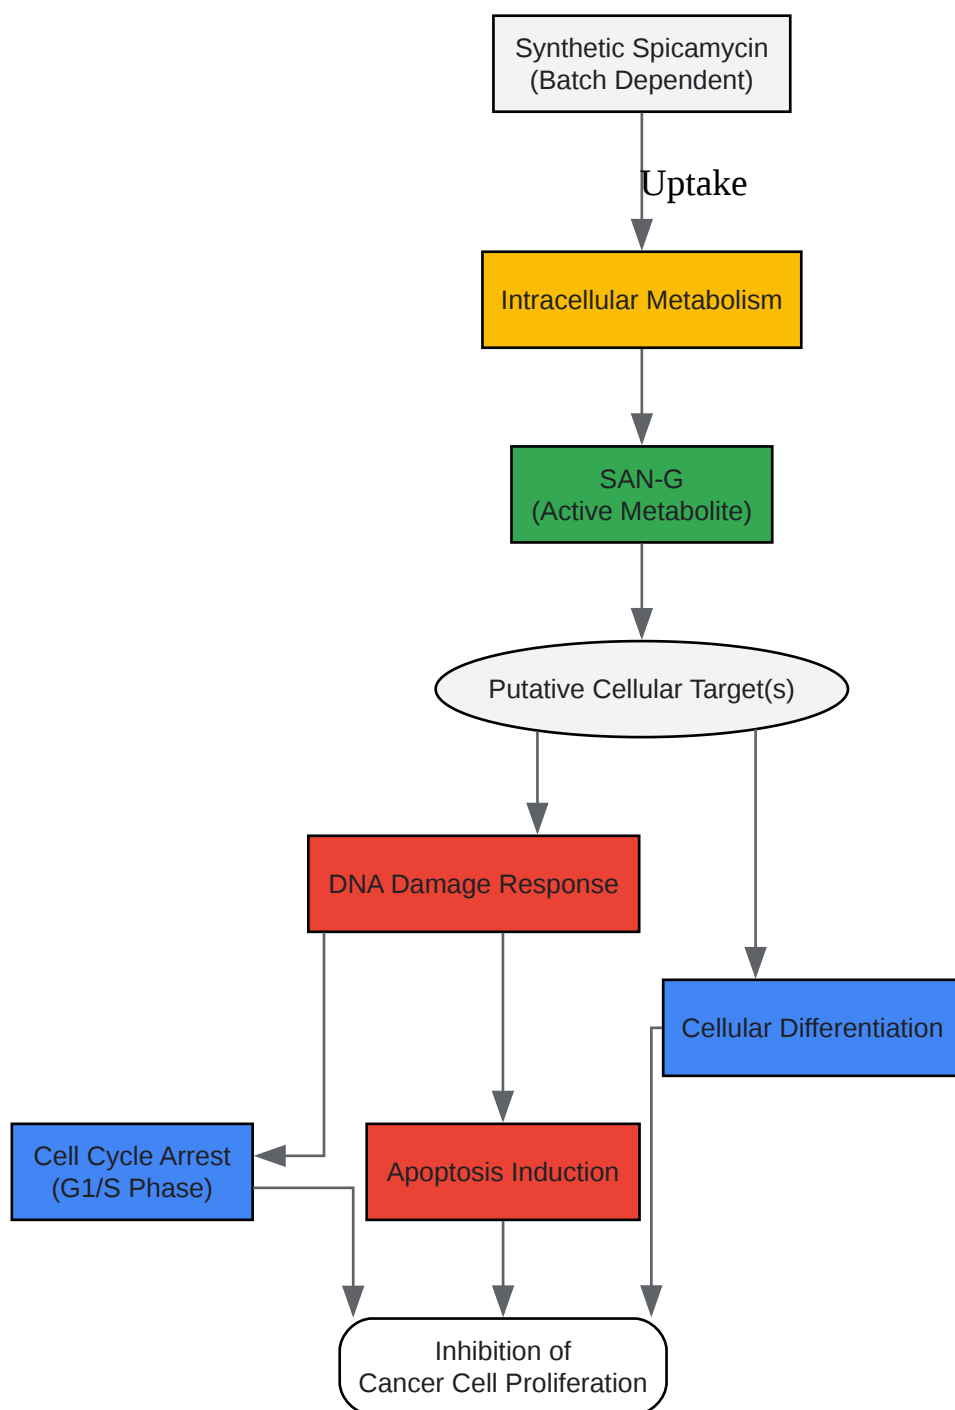 Synthetic Spicamycin
(Batch Dependent)
Uptake
Intracellular Metabolism
SAN-G
(Active Metabolite)
Putative Cellular Target(s)
DNA Damage Response
Cellular Differentiation
Cell Cycle Arrest
(G1/S Phase)
Apoptosis Induction
Inhibition of
Cancer Cell Proliferation